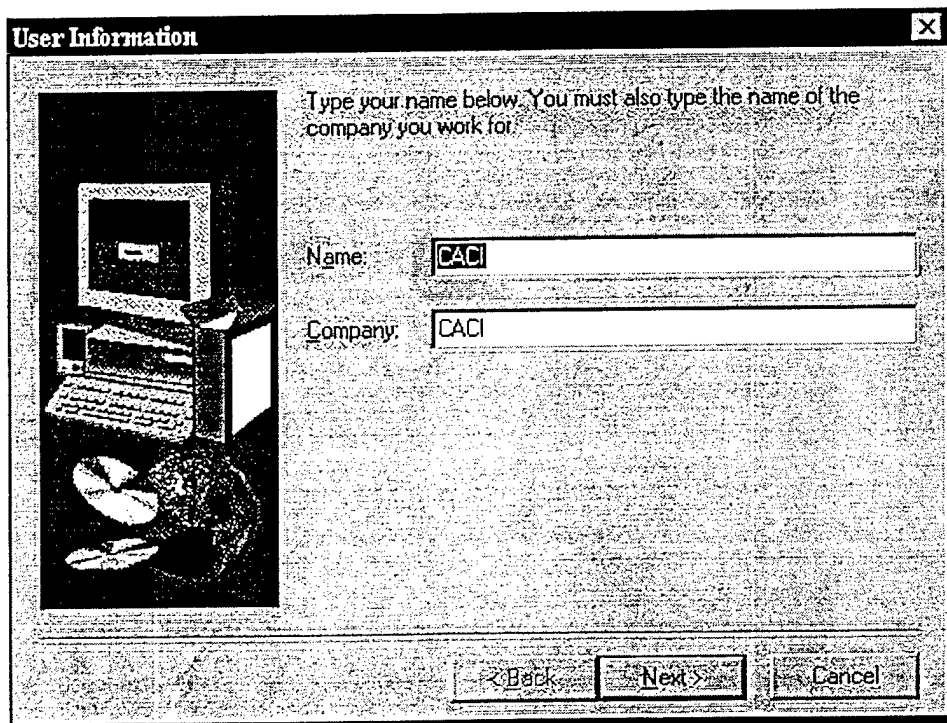 User Information
Type your name below. You must also type the name of the
company you work for.
Name: CACI
Company: CACI
< Back Next > Cancel